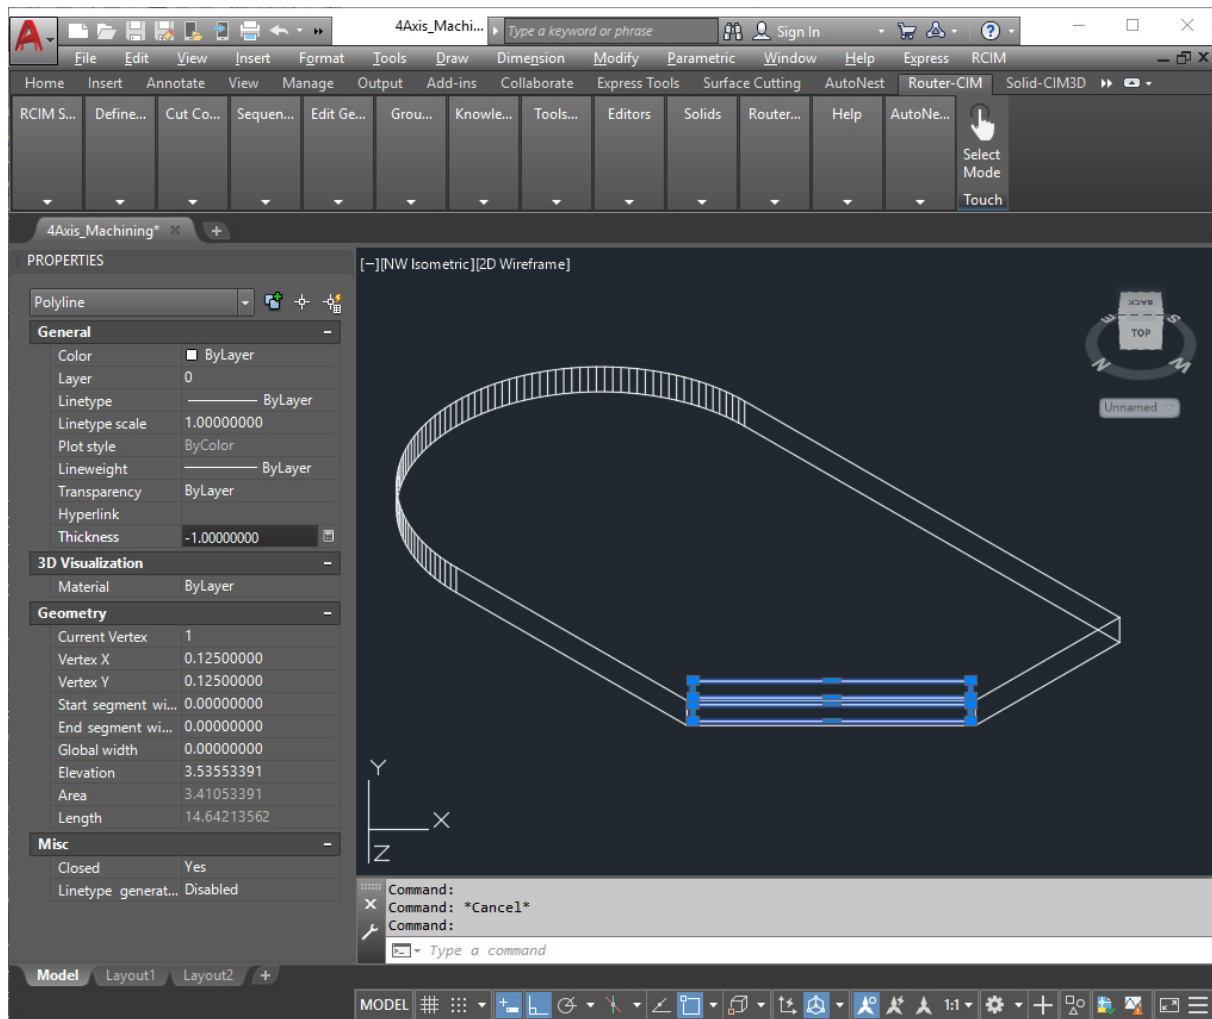 A 4Axis_Machi... Type a keyword or phrase Sign In ?
File Edit View Insert Format Tools Draw Dimension Modify Parametric Window Help Express RCIM
Home Insert Annotate View Manage Output Add-ins Collaborate Express Tools Surface Cutting AutoNest Router-CIM Solid-CIM3D
RCIM S... Define... Cut Co... Sequen... Edit Ge... Grou... Knowle... Tools... Editors Solids Router... Help AutoNe...
Select
Mode
Touch
4Axis_Machining*
PROPERTIES
Polyline
General
Color ByLayer
Layer 0
Linetype ByLayer
Linetype scale 1.00000000
Plot style ByColor
Lineweight ByLayer
Transparency ByLayer
Hyperlink
Thickness -1.00000000
3D Visualization
Material ByLayer
Geometry
Current Vertex 1
Vertex X 0.12500000
Vertex Y 0.12500000
Start segment wi... 0.00000000
End segment wi... 0.00000000
Global width 0.00000000
Elevation 3.53553391
Area 3.41053391
Length 14.64213562
Misc
Closed Yes
Linetype generat... Disabled
[−][NW Isometric][2D Wireframe]
BACK
E S
TOP
N W
Unnamed
Y
X
Z
Command:
Command: *Cancel*
Command:
Type a command
Model Layout1 Layout2 +
MODEL 1:1